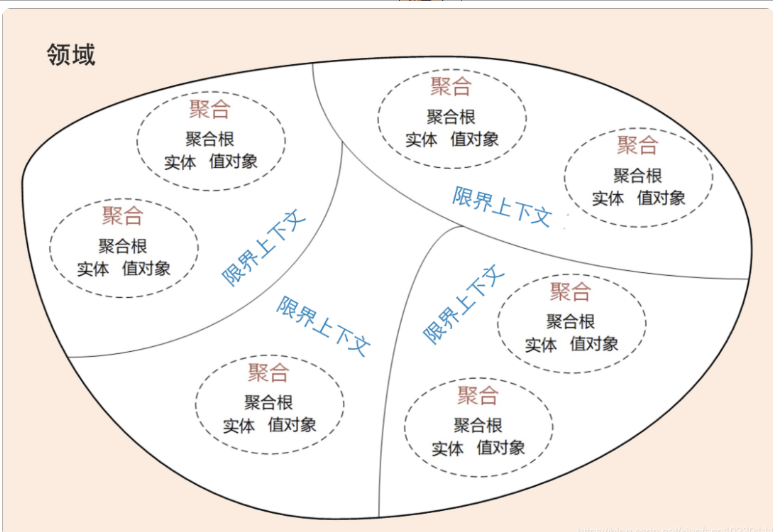 领域
聚合
聚合根
实体 值对象
聚合
聚合根
实体 值对象
限界上下文
聚合
聚合根
实体 值对象
聚合
聚合根
实体 值对象
限界上下文
限界上下文
聚合
聚合根
实体 值对象
限界上下文
聚合
聚合根
实体 值对象
聚合
聚合根
实体 值对象